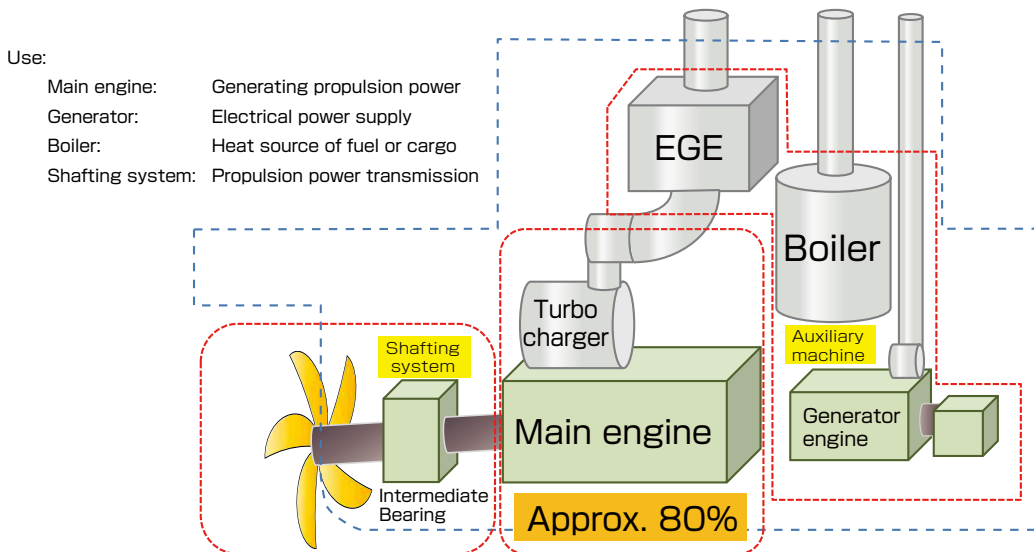 Use:
Main engine: Generating propulsion power
Generator: Electrical power supply
Boiler: Heat source of fuel or cargo
Shafting system: Propulsion power transmission
EGE
Boiler
Turbo
charger
Auxiliary
machine
Shafting
system
Main engine
Generator
engine
Intermediate
Bearing
Approx. 80%